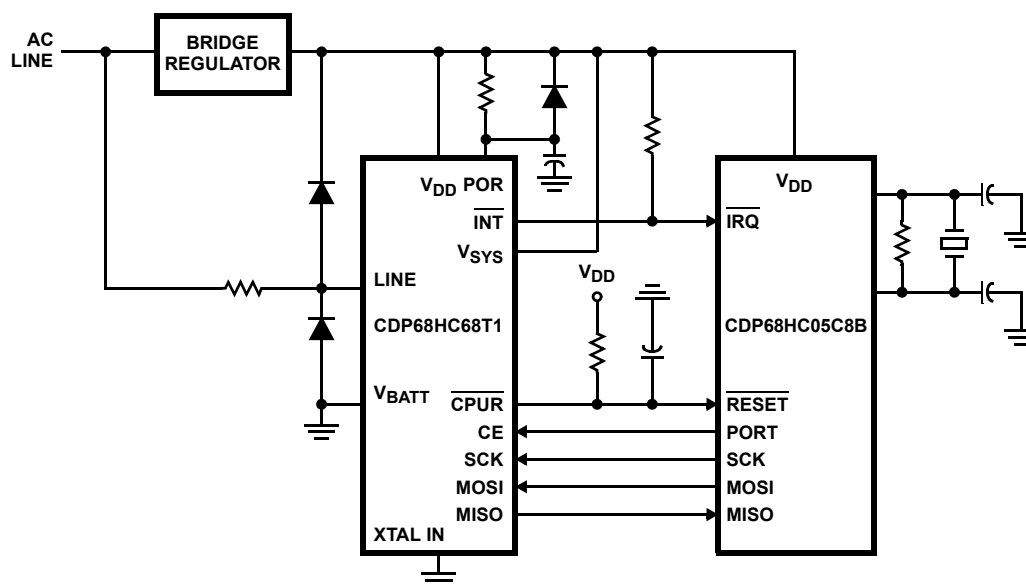 AC
LINE
BRIDGE
REGULATOR
VDD POR
INT
VSYS
LINE
CDP68HC68T1
VBATT
CPUR
CE
SCK
MOSI
MISO
XTAL IN
VDD
VDD
IRQ
CDP68HC05C8B
RESET
PORT
SCK
MOSI
MISO